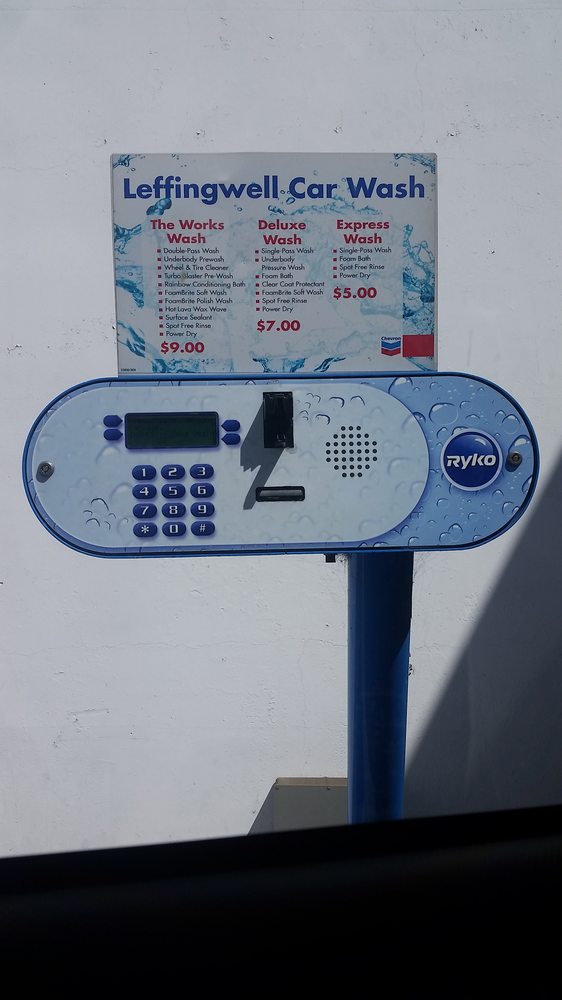 Leffingwell Car Wash
The Works
Wash
Double-Pass Wash
Underbody Prewash
Wheel & Tire Cleaner
Turbo Blaster Pre-Wash
Rainbow Conditioning Bath
FoamBrite Soft Wash
FoamBrite Polish Wash
Hot Lava Wax Wave
Surface Sealant
Spot Free Rinse
Power Dry
$9.00
Deluxe
Wash
Single-Pass Wash
Underbody
Pressure Wash
Foam Bath
Clear Coat Protectant
FoamBrite Soft Wash
Spot Free Rinse
Power Dry
$7.00
Express
Wash
Single-Pass Wash
Foam Bath
Spot Free Rinse
Power Dry
$5.00
Chevron
1 2 3
4 5 6
7 8 9
* 0 #
RYKO